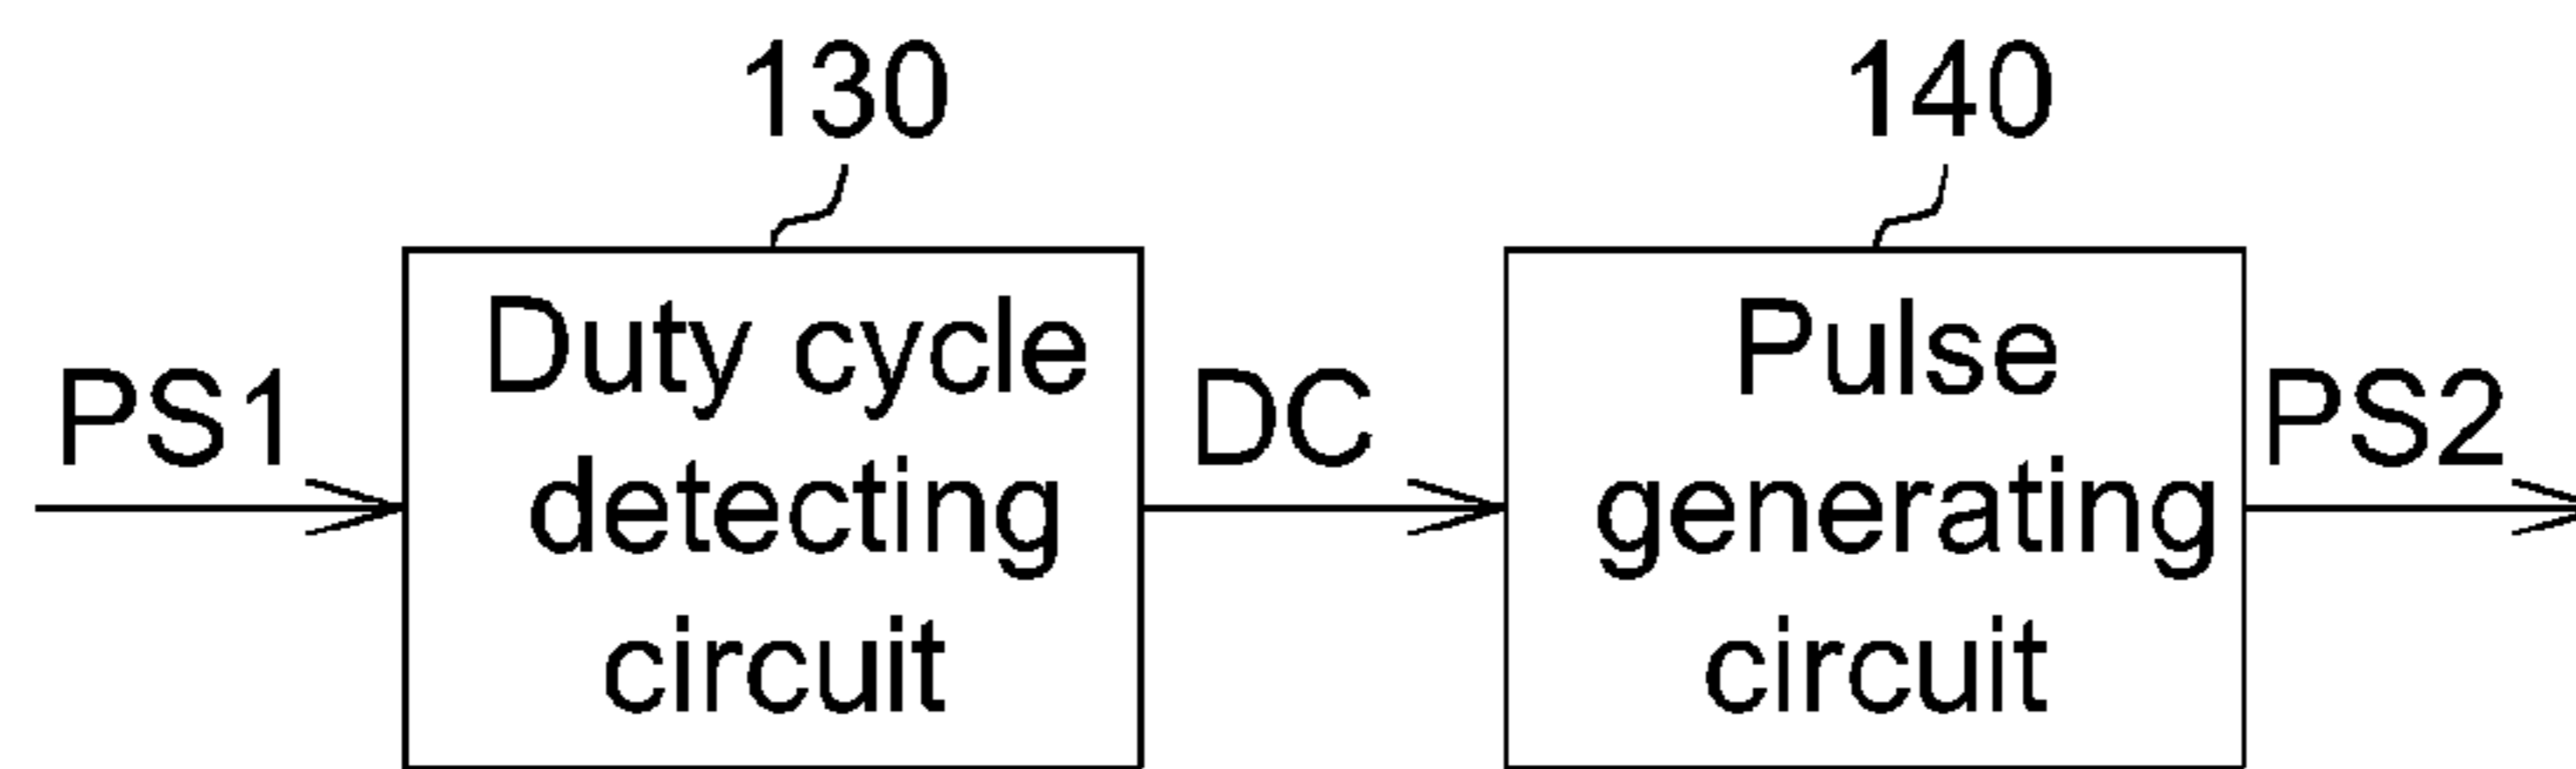 130
140
PS1
Duty cycle
detecting
circuit
DC
Pulse
generating
circuit
PS2